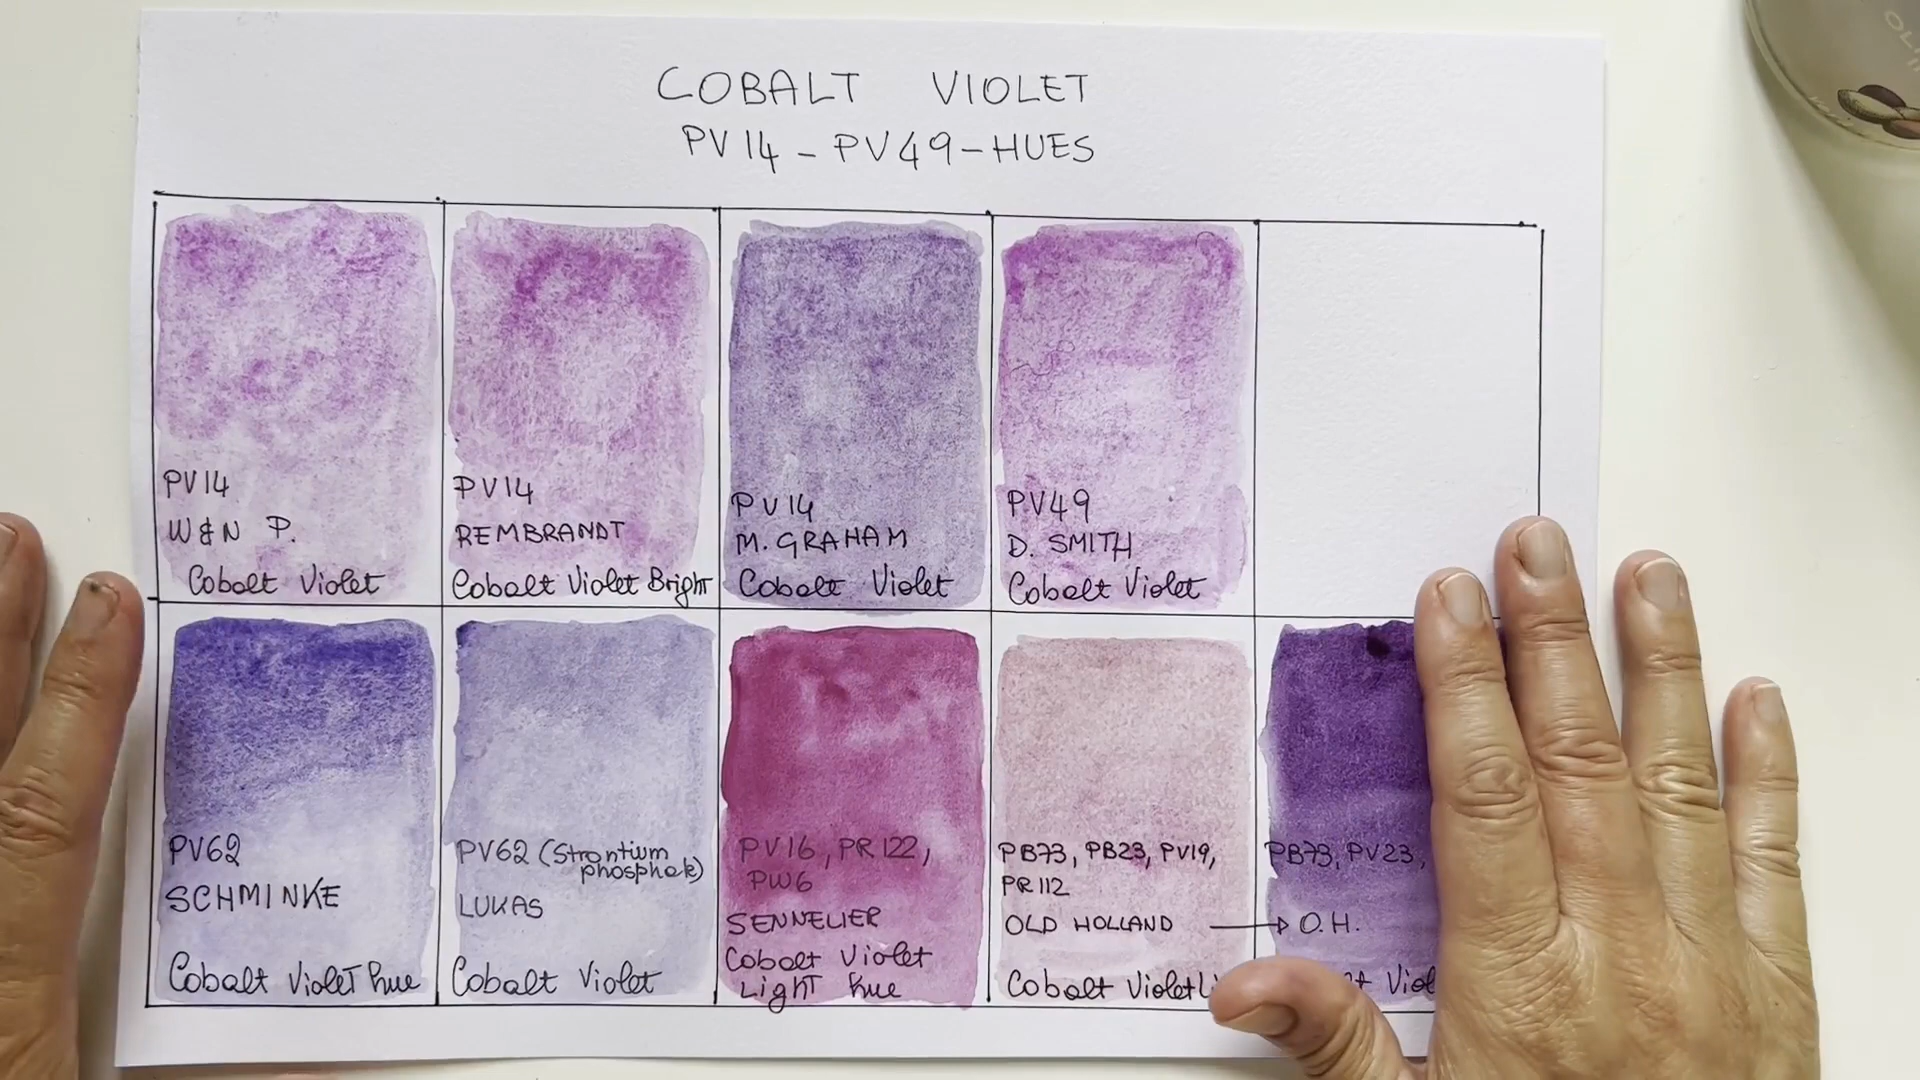 COBALT VIOLET
PV14 - PV49 - HUES
PV14
W&N P.
Cobalt Violet
PV14
REMBRANDT
Cobalt Violet Bright
PV14
M. GRAHAM
Cobalt Violet
PV49
D. SMITH
Cobalt Violet
PV62
SCHMINKE
Cobalt Violet hue
PV62 (Strontium
phosphate)
LUKAS
Cobalt Violet
PV16, PR122,
PW6
SENNELIER
Cobalt Violet
Light hue
PB73, PB23, PV19,
PR112
OLD HOLLAND →
Cobalt Violet
PB73, PV23,
O.H.